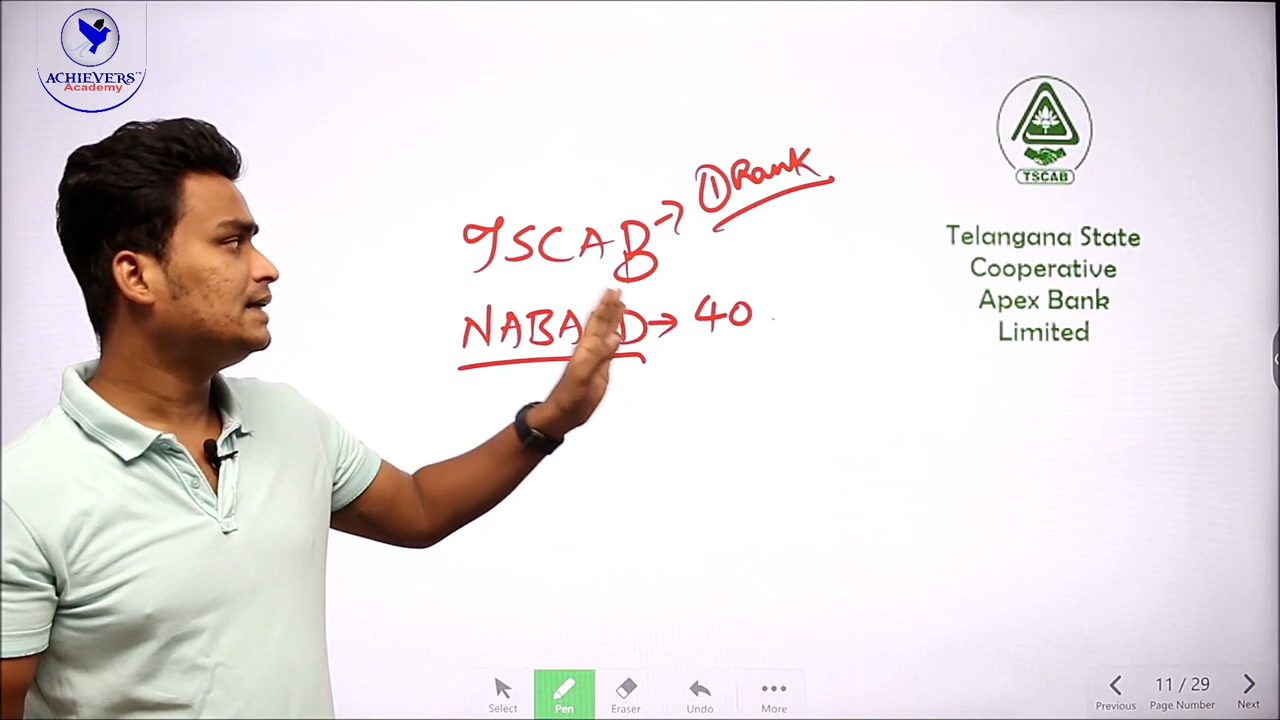 ACHIEVERS
Academy
TSCAB → ① Rank
NABARD → 40
TSCAB
Telangana State
Cooperative
Apex Bank
Limited
Select
Pen
Eraser
Undo
More
Previous
11 / 29
Page Number
Next